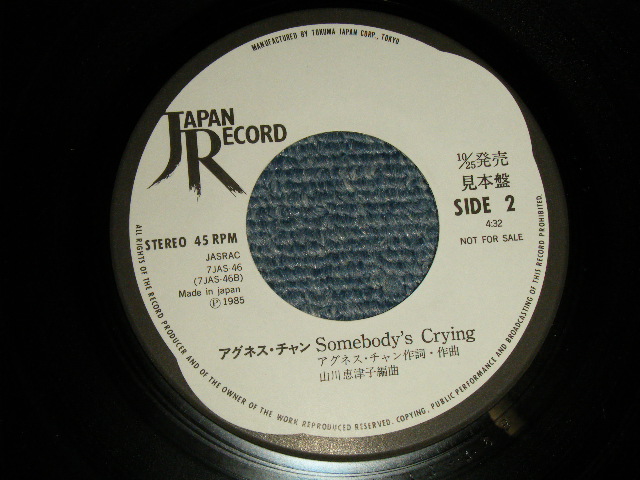 MANUFACTURED BY TOKUMA JAPAN CORP., TOKYO
JAPAN
RECORD
10/25発売
見本盤
SIDE 2
4:32
NOT FOR SALE
STEREO 45 RPM
JASRAC
7JAS-46
(7JAS-46B)
Made in japan
Ⓟ 1985
アグネス・チャン Somebody's Crying
アグネス・チャン作詞・作曲
山川恵津子編曲
ALL RIGHTS OF THE RECORD PRODUCER AND OF THE OWNER OF THE WORK REPRODUCED RESERVED. COPYING, PUBLIC PERFORMANCE AND BROADCASTING OF THIS RECORD PROHIBITED.